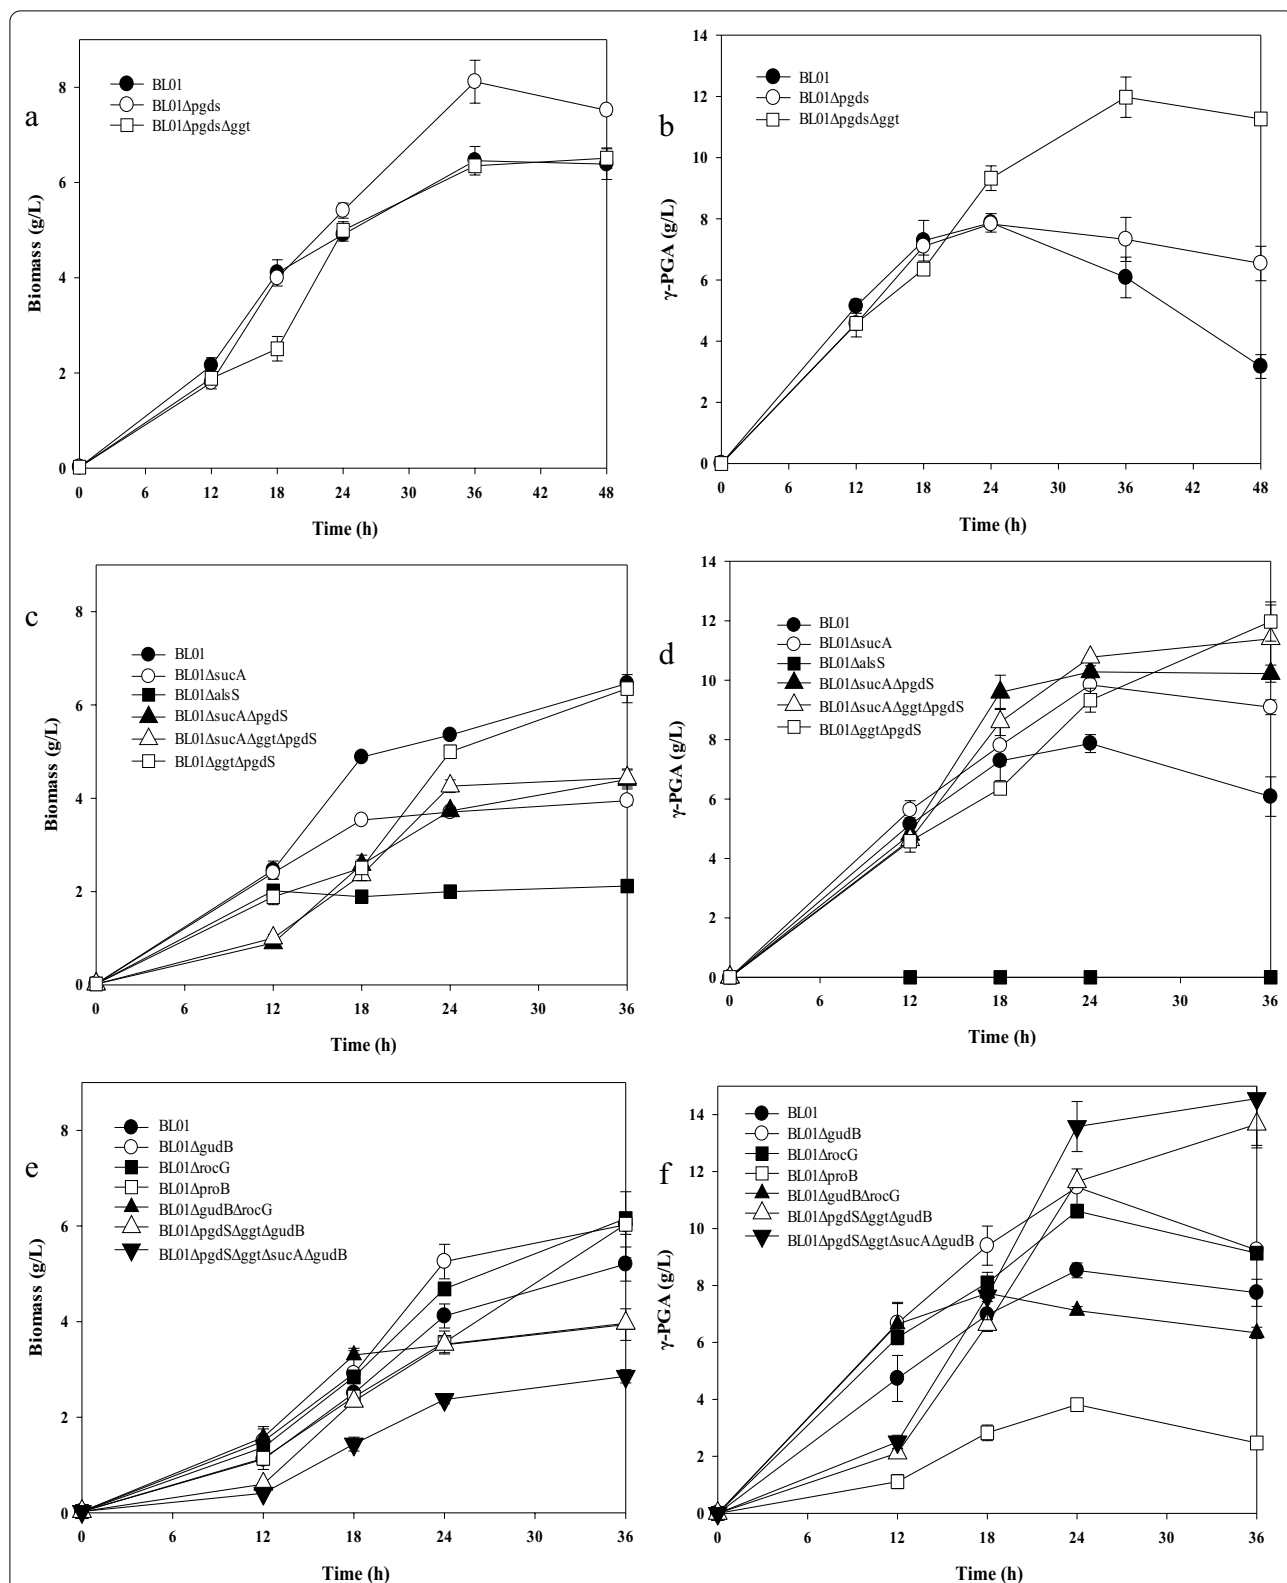 a
BL01
BL01Δpgds
BL01ΔpgdsΔggt
Biomass (g/L)
8
6
4
2
0
0 6 12 18 24 30 36 42 48
Time (h)
b
BL01
BL01Δpgds
BL01ΔpgdsΔggt
γ-PGA (g/L)
14
12
10
8
6
4
2
0
0 6 12 18 24 30 36 42 48
Time (h)
c
BL01
BL01ΔsucA
BL01ΔalsS
BL01ΔsucAΔpgdS
BL01ΔsucAΔggtΔpgdS
BL01ΔggtΔpgdS
Biomass (g/L)
8
6
4
2
0
0 6 12 18 24 30 36
Time (h)
d
BL01
BL01ΔsucA
BL01ΔalsS
BL01ΔsucAΔpgdS
BL01ΔsucAΔggtΔpgdS
BL01ΔggtΔpgdS
γ-PGA (g/L)
14
12
10
8
6
4
2
0
0 6 12 18 24 30 36
Time (h)
e
BL01
BL01ΔgudB
BL01ΔrocG
BL01ΔproB
BL01ΔgudBΔrocG
BL01ΔpgdSΔggtΔgudB
BL01ΔpgdSΔggtΔsucAΔgudB
Biomass (g/L)
8
6
4
2
0
0 6 12 18 24 30 36
Time (h)
f
BL01
BL01ΔgudB
BL01ΔrocG
BL01ΔproB
BL01ΔgudBΔrocG
BL01ΔpgdSΔggtΔgudB
BL01ΔpgdSΔggtΔsucAΔgudB
γ-PGA (g/L)
14
12
10
8
6
4
2
0
0 6 12 18 24 30 36
Time (h)